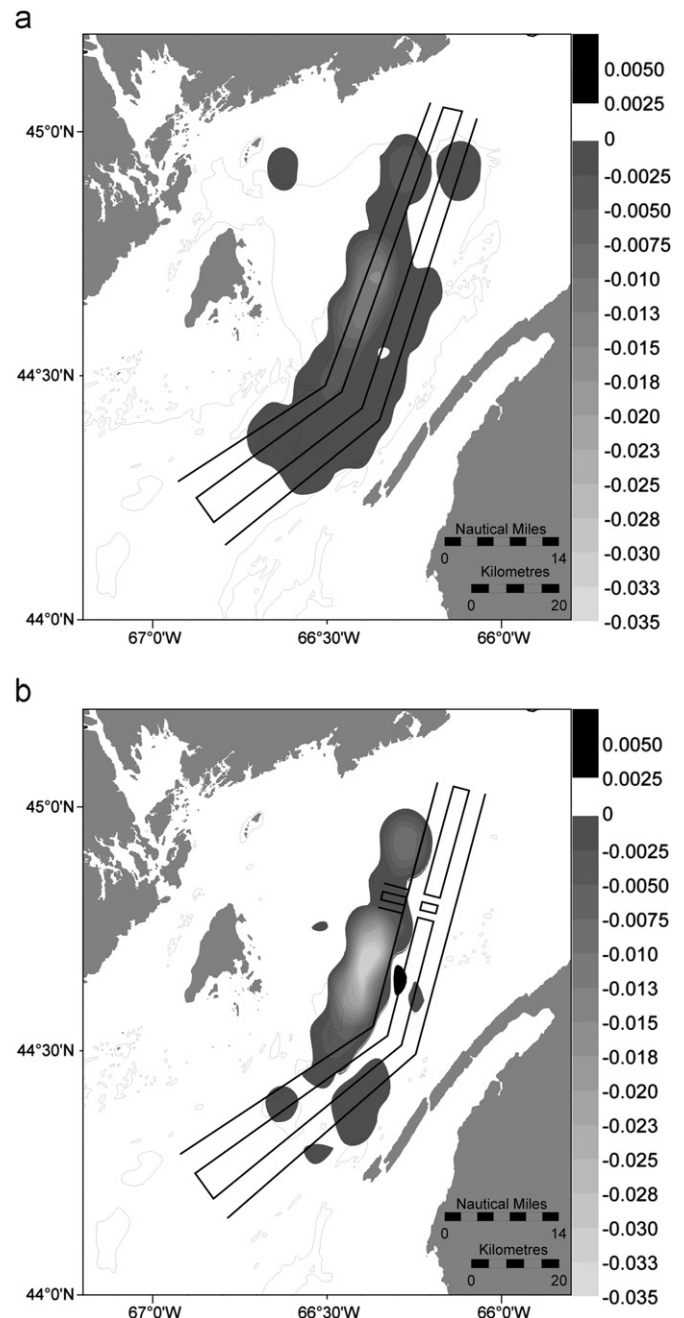 a
45°0'N
44°30'N
44°0'N
67°0'W
66°30'W
66°0'W
Nautical Miles
0 14
Kilometres
0 20
0.0050
0.0025
0
-0.0025
-0.0050
-0.0075
-0.010
-0.013
-0.015
-0.018
-0.020
-0.023
-0.025
-0.028
-0.030
-0.033
-0.035
b
45°0'N
44°30'N
44°0'N
67°0'W
66°30'W
66°0'W
Nautical Miles
0 14
Kilometres
0 20
0.0050
0.0025
0
-0.0025
-0.0050
-0.0075
-0.010
-0.013
-0.015
-0.018
-0.020
-0.023
-0.025
-0.028
-0.030
-0.033
-0.035